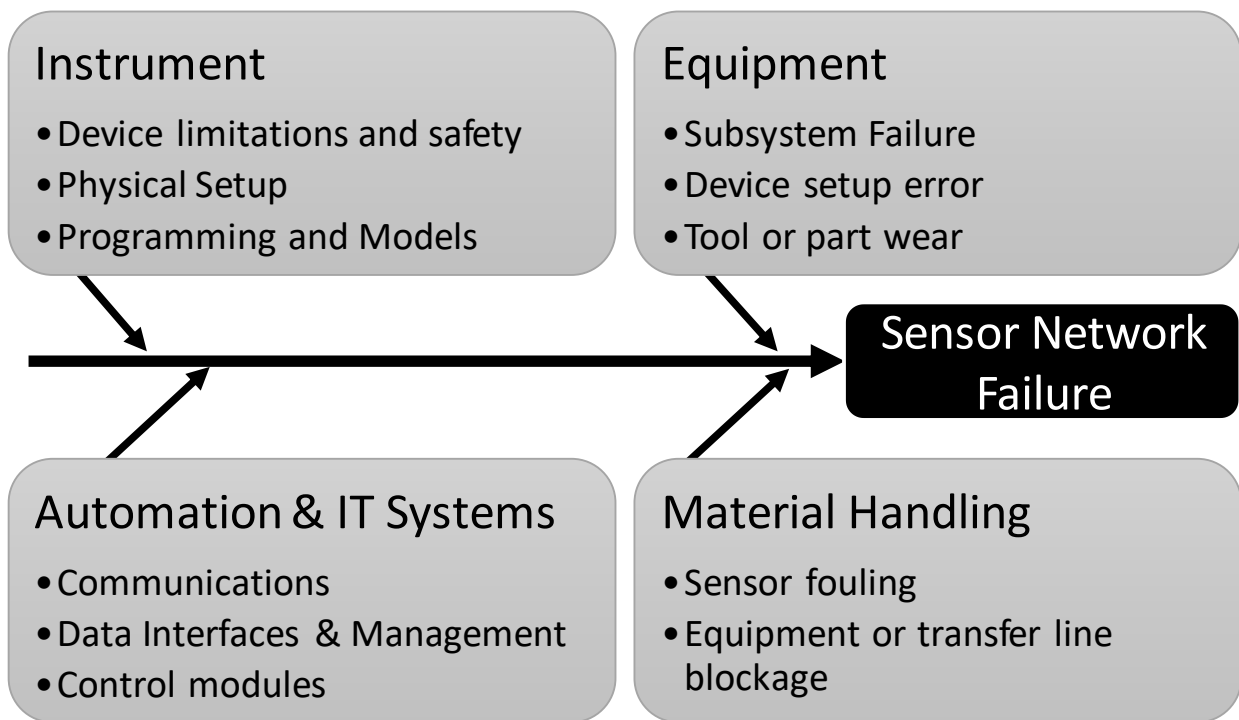 Instrument
•Device limitations and safety
•Physical Setup
•Programming and Models
Equipment
•Subsystem Failure
•Device setup error
•Tool or part wear
Sensor Network
Failure
Automation & IT Systems
•Communications
•Data Interfaces & Management
•Control modules
Material Handling
•Sensor fouling
•Equipment or transfer line
blockage